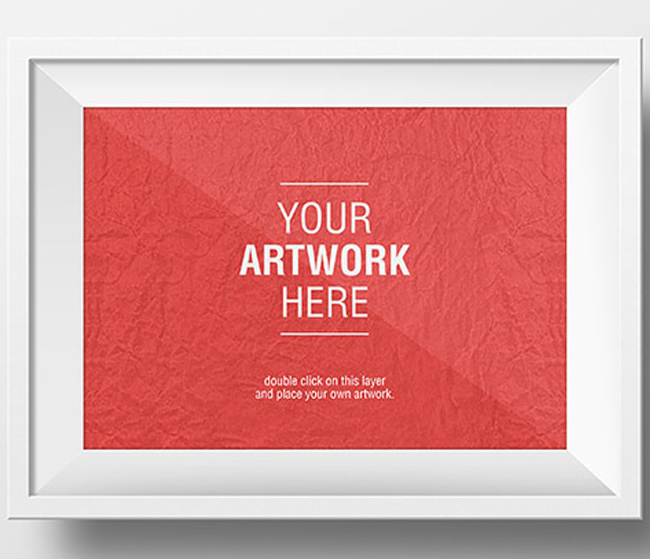 YOUR
ARTWORK
HERE
double click on this layer
and place your own artwork.